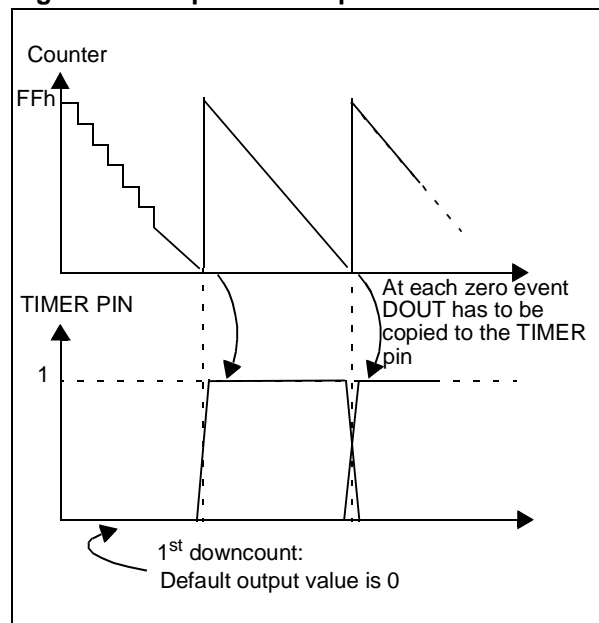 Counter
FFh
At each zero event
DOUT has to be
copied to the TIMER
pin
TIMER PIN
1
1st downcount:
Default output value is 0